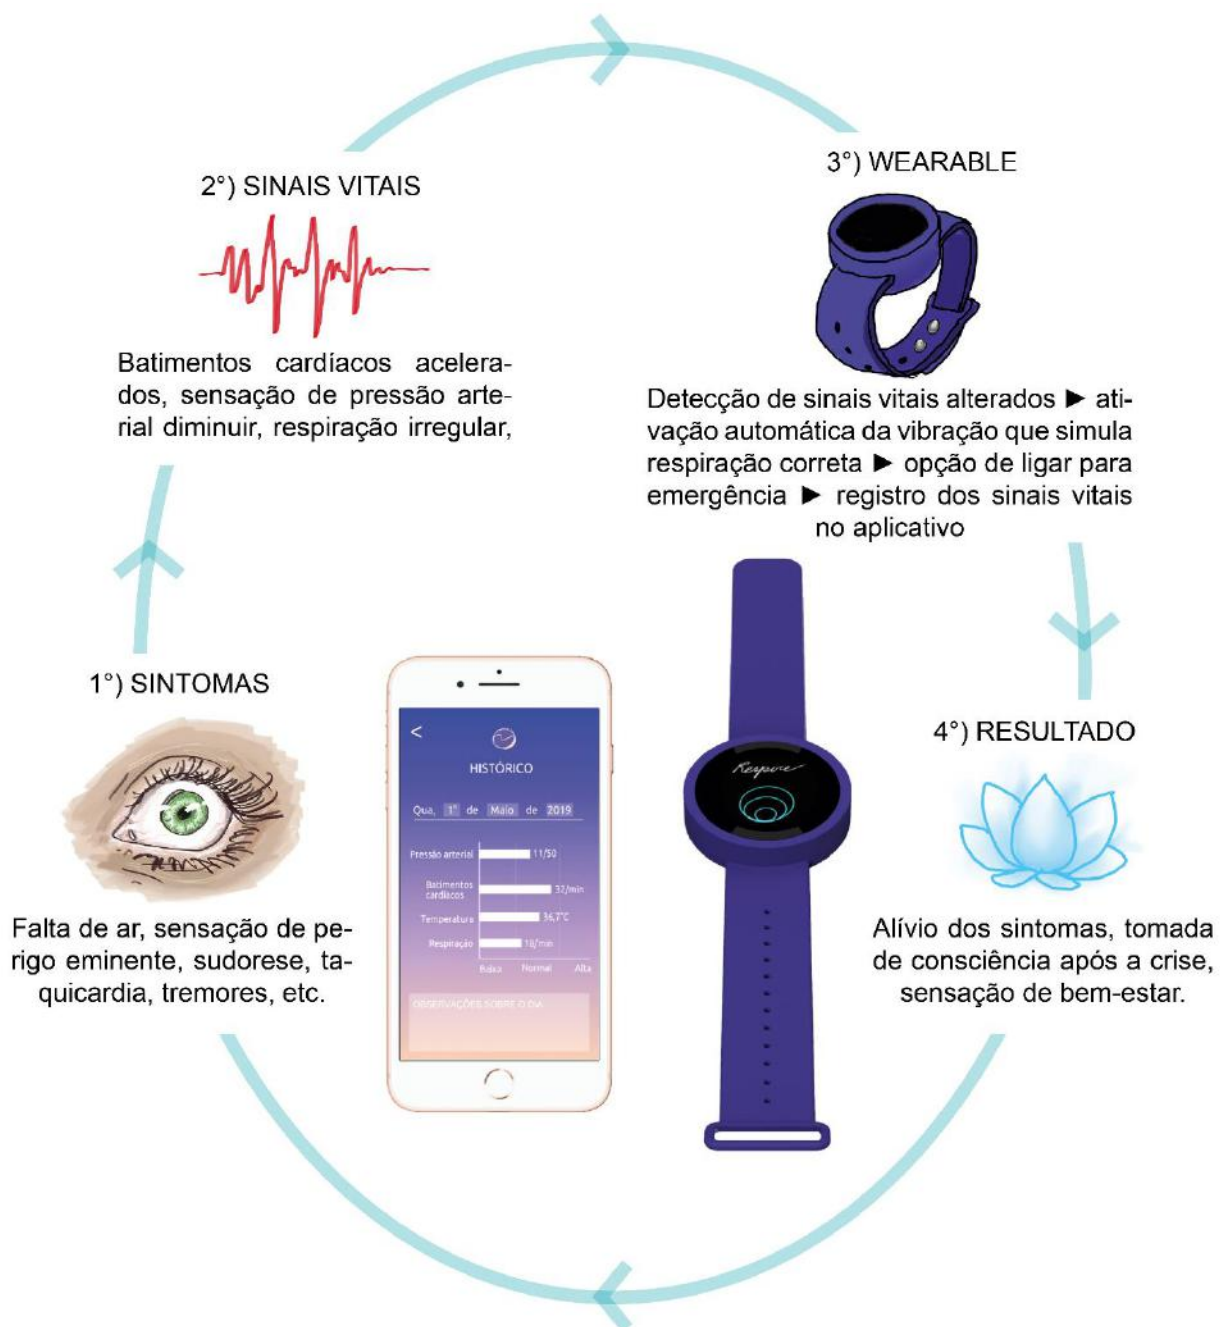 2°) SINAIS VITAIS
Batimentos cardíacos acelera-
dos, sensação de pressão arte-
rial diminuir, respiração irregular,
3°) WEARABLE
Detecção de sinais vitais alterados ► ati-
vação automática da vibração que simula
respiração correta ► opção de ligar para
emergência ► registro dos sinais vitais
no aplicativo
1°) SINTOMAS
Falta de ar, sensação de pe-
rigo eminente, sudorese, ta-
quicardia, tremores, etc.
<
HISTÓRICO
Qua, 1° de Maio de 2019
Pressão arterial 11/50
Batimentos
cardíacos
37/min
Temperatura 36,7°C
Respiração 18/min
Baixa Normal Alta
OBSERVAÇÕES SOBRE O DIA
Respire
4°) RESULTADO
Alívio dos sintomas, tomada
de consciência após a crise,
sensação de bem-estar.